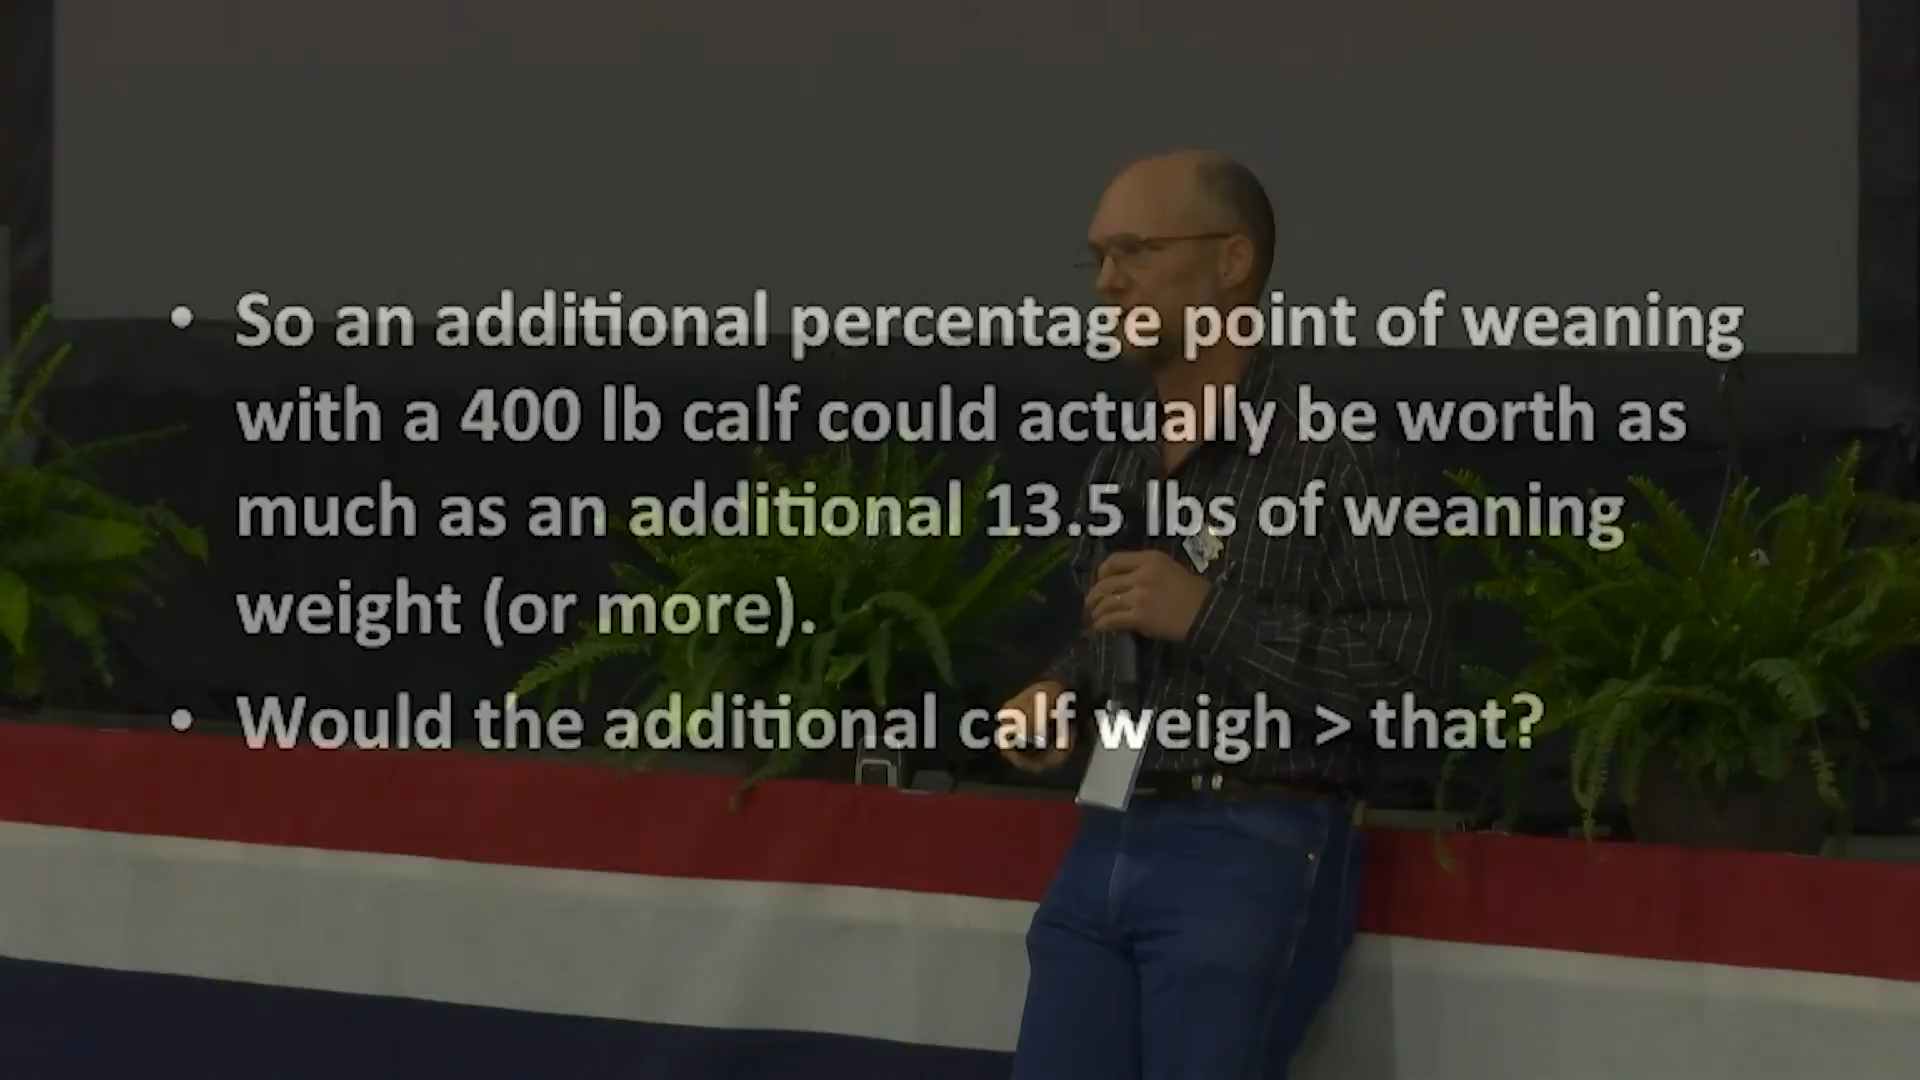 • So an additional percentage point of weaning
with a 400 lb calf could actually be worth as
much as an additional 13.5 lbs of weaning
weight (or more).
• Would the additional calf weigh > that?